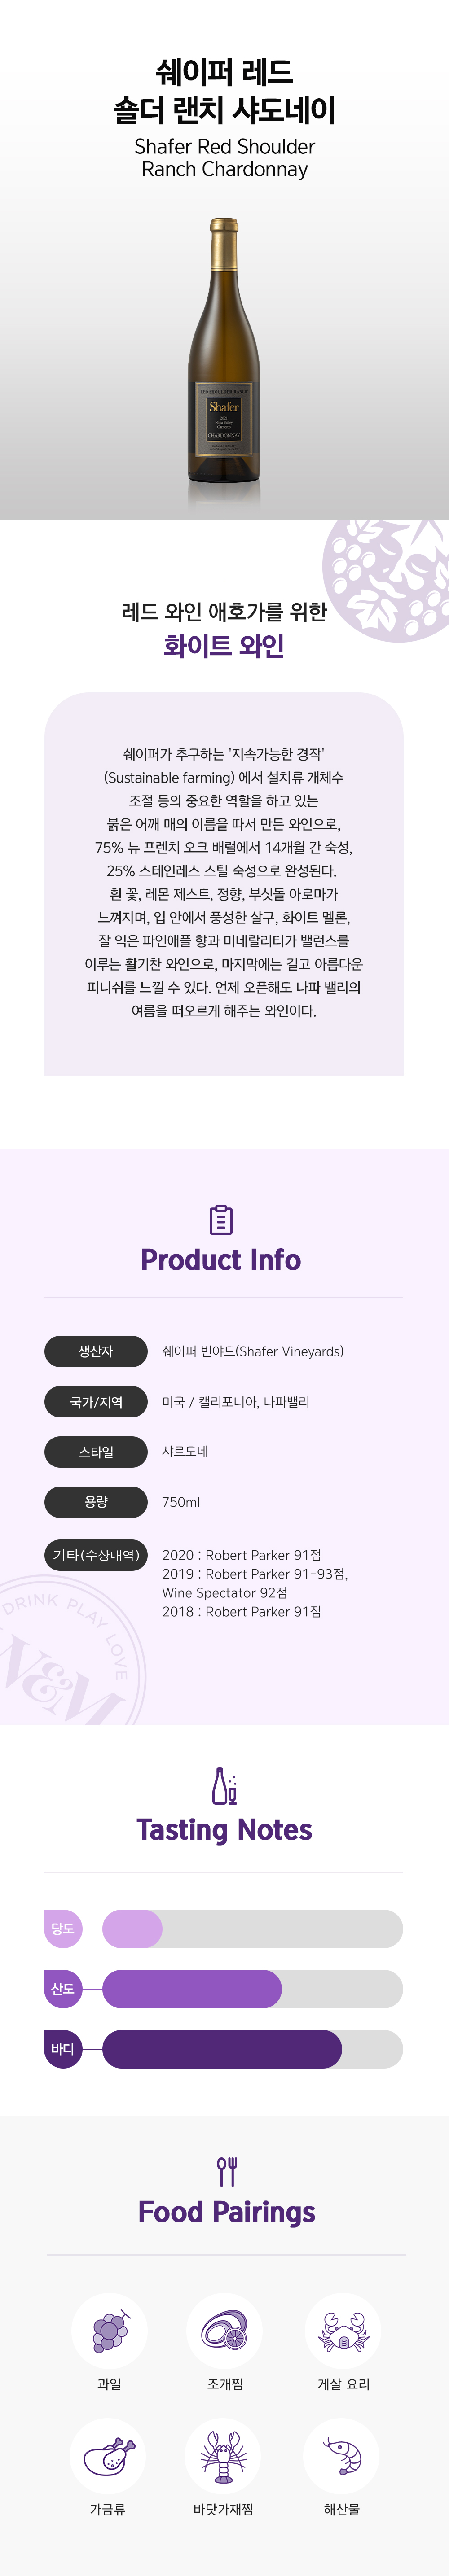 쉐이퍼 레드
숄더 랜치 샤도네이
Shafer Red Shoulder
Ranch Chardonnay
RED SHOULDER RANCH
Shafer
Napa Valley
Carneros
CHARDONNAY
레드 와인 애호가를 위한
화이트 와인
쉐이퍼가 추구하는 '지속가능한 경작'
(Sustainable farming) 에서 설치류 개체수
조절 등의 중요한 역할을 하고 있는
붉은 어깨 매의 이름을 따서 만든 와인으로,
75% 뉴 프렌치 오크 배럴에서 14개월 간 숙성,
25% 스테인레스 스틸 숙성으로 완성된다.
흰 꽃, 레몬 제스트, 정향, 부싯돌 아로마가
느껴지며, 입 안에서 풍성한 살구, 화이트 멜론,
잘 익은 파인애플 향과 미네랄리티가 밸런스를
이루는 활기찬 와인으로, 마지막에는 길고 아름다운
피니쉬를 느낄 수 있다. 언제 오픈해도 나파 밸리의
여름을 떠오르게 해주는 와인이다.
Product Info
생산자 쉐이퍼 빈야드(Shafer Vineyards)
국가/지역 미국 / 캘리포니아, 나파밸리
스타일 샤르도네
용량 750ml
기타(수상내역) 2020 : Robert Parker 91점
2019 : Robert Parker 91-93점,
Wine Spectator 92점
2018 : Robert Parker 91점
DRINK PLAY LOVE
W&M
Tasting Notes
당도
산도
바디
Food Pairings
과일 조개찜 게살 요리
가금류 바닷가재찜 해산물